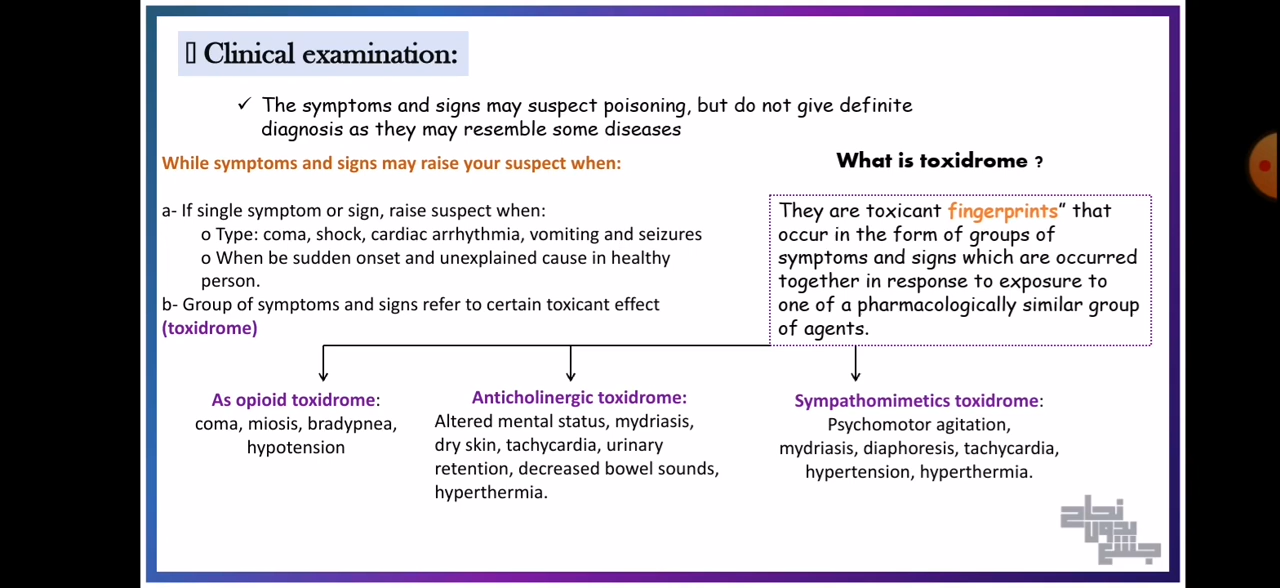 ▯ Clinical examination:
✓ The symptoms and signs may suspect poisoning, but do not give definite
diagnosis as they may resemble some diseases
While symptoms and signs may raise your suspect when:
a- If single symptom or sign, raise suspect when:
o Type: coma, shock, cardiac arrhythmia, vomiting and seizures
o When be sudden onset and unexplained cause in healthy
person.
b- Group of symptoms and signs refer to certain toxicant effect
(toxidrome)
What is toxidrome ?
They are toxicant fingerprints” that
occur in the form of groups of
symptoms and signs which are occurred
together in response to exposure to
one of a pharmacologically similar group
of agents.
As opioid toxidrome:
coma, miosis, bradypnea,
hypotension
Anticholinergic toxidrome:
Altered mental status, mydriasis,
dry skin, tachycardia, urinary
retention, decreased bowel sounds,
hyperthermia.
Sympathomimetics toxidrome:
Psychomotor agitation,
mydriasis, diaphoresis, tachycardia,
hypertension, hyperthermia.
نجاح
بدون
جشع